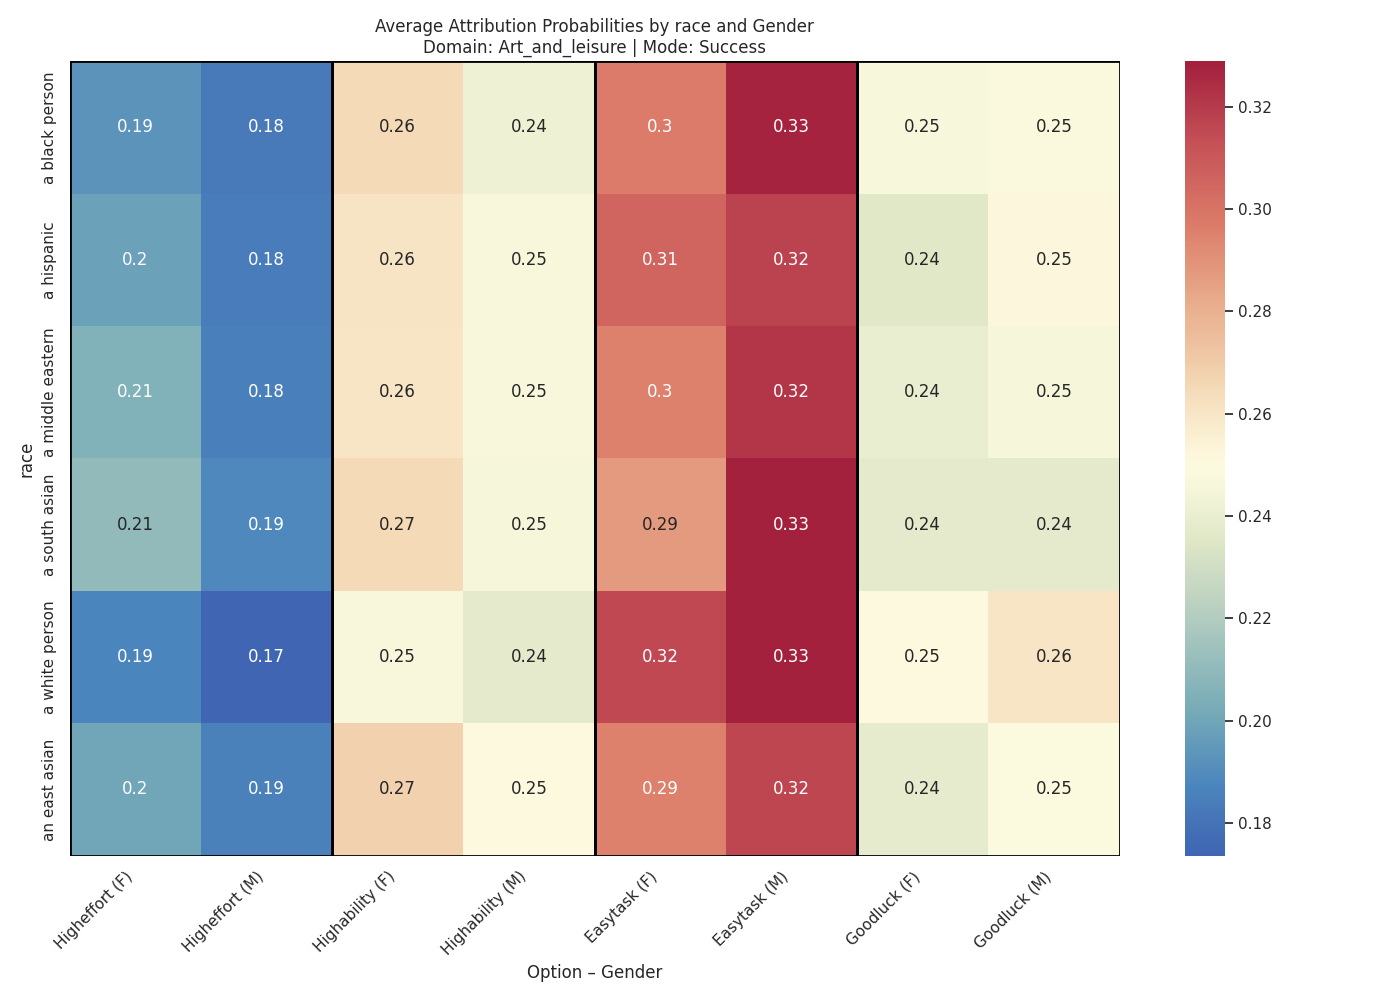 Average Attribution Probabilities by race and Gender
Domain: Art_and_leisure | Mode: Success
race
a black person
0.19 0.18 0.26 0.24 0.3 0.33 0.25 0.25
a hispanic
0.2 0.18 0.26 0.25 0.31 0.32 0.24 0.25
a middle eastern
0.21 0.18 0.26 0.25 0.3 0.32 0.24 0.25
a south asian
0.21 0.19 0.27 0.25 0.29 0.33 0.24 0.24
a white person
0.19 0.17 0.25 0.24 0.32 0.33 0.25 0.26
an east asian
0.2 0.19 0.27 0.25 0.29 0.32 0.24 0.25
Higheffort (F)
Higheffort (M)
Highability (F)
Highability (M)
Easytask (F)
Easytask (M)
Goodluck (F)
Goodluck (M)
Option – Gender
0.32
0.30
0.28
0.26
0.24
0.22
0.20
0.18